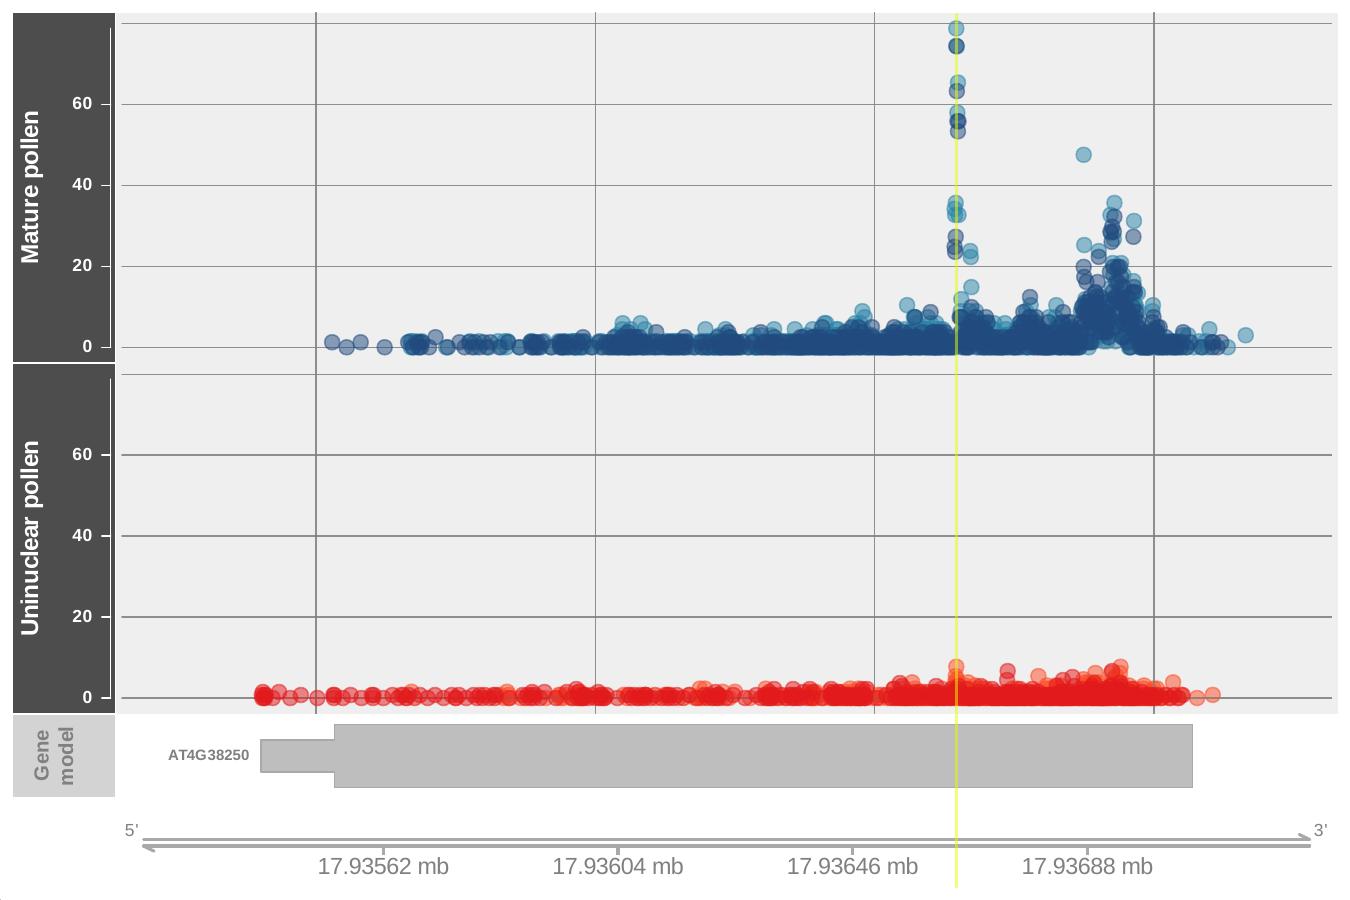 Mature pollen
60
40
20
0
Uninuclear pollen
60
40
20
0
Gene
model
AT4G38250
5'
3'
17.93562 mb
17.93604 mb
17.93646 mb
17.93688 mb